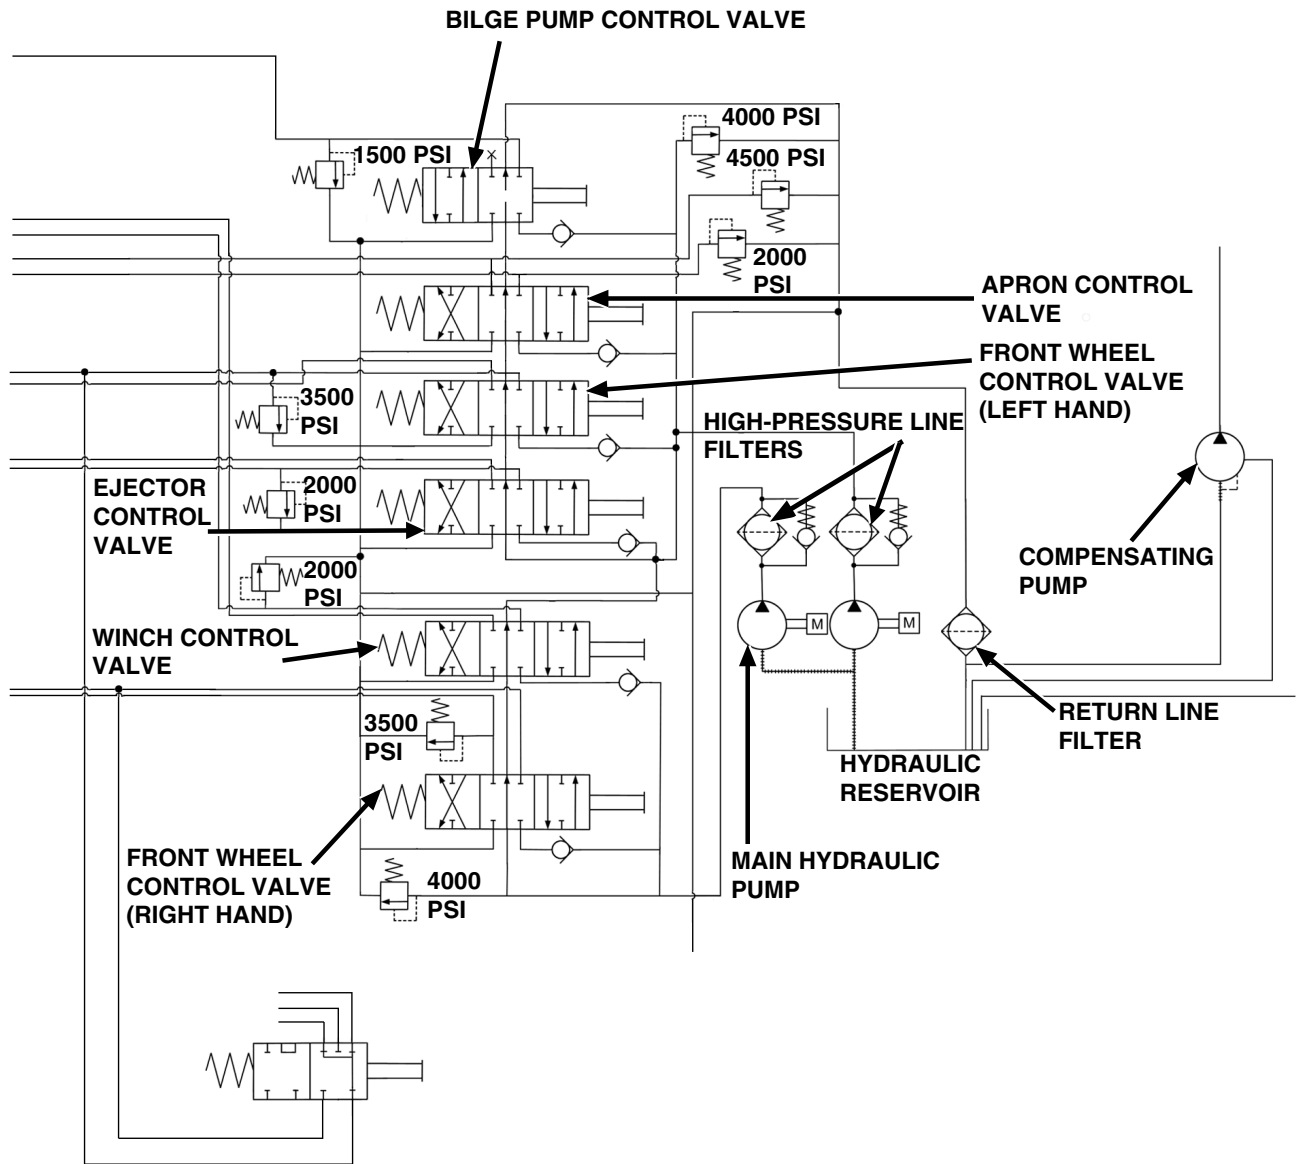 BILGE PUMP CONTROL VALVE
4000 PSI
1500 PSI
4500 PSI
2000
PSI
APRON CONTROL
VALVE
FRONT WHEEL
CONTROL VALVE
(LEFT HAND)
3500
PSI
HIGH-PRESSURE LINE
FILTERS
EJECTOR
CONTROL
VALVE
2000
PSI
COMPENSATING
PUMP
2000
PSI
M
M
WINCH CONTROL
VALVE
3500
PSI
RETURN LINE
FILTER
HYDRAULIC
RESERVOIR
FRONT WHEEL
CONTROL VALVE
(RIGHT HAND)
4000
PSI
MAIN HYDRAULIC
PUMP